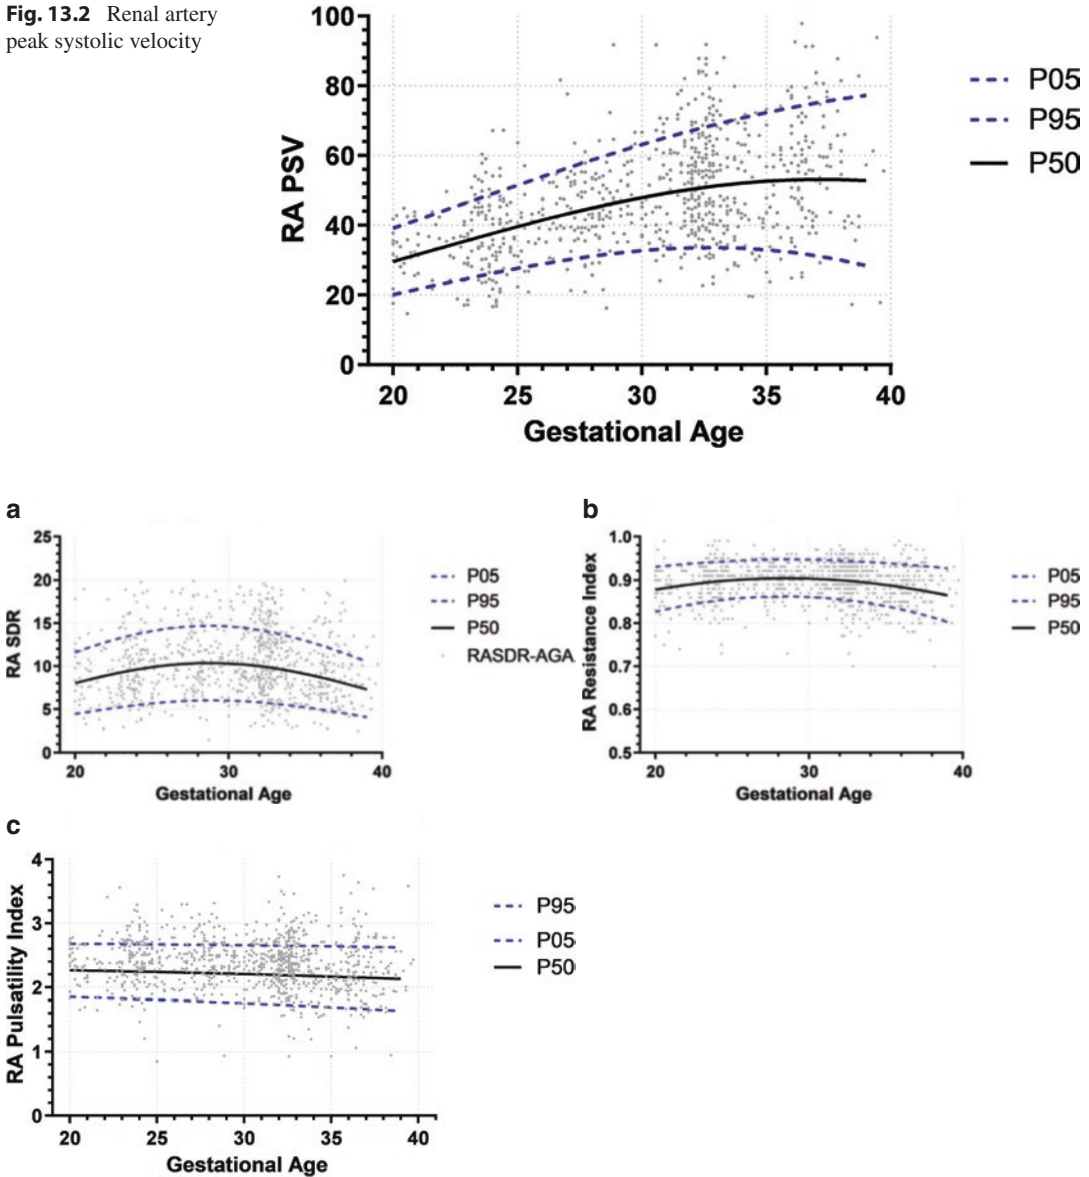 Fig. 13.2 Renal artery
peak systolic velocity
100
80
60
40
20
0
RA PSV
20 25 30 35 40
Gestational Age
P05
P95
P50
a
25
20
15
10
5
0
RA SDR
20 30 40
Gestational Age
P05
P95
P50
RASDR-AGA
b
1.0
0.9
0.8
0.7
0.6
0.5
RA Resistance Index
20 30 40
Gestational Age
P05
P95
P50
c
4
3
2
1
0
RA Pulsatility Index
20 25 30 35 40
Gestational Age
P95
P05
P50